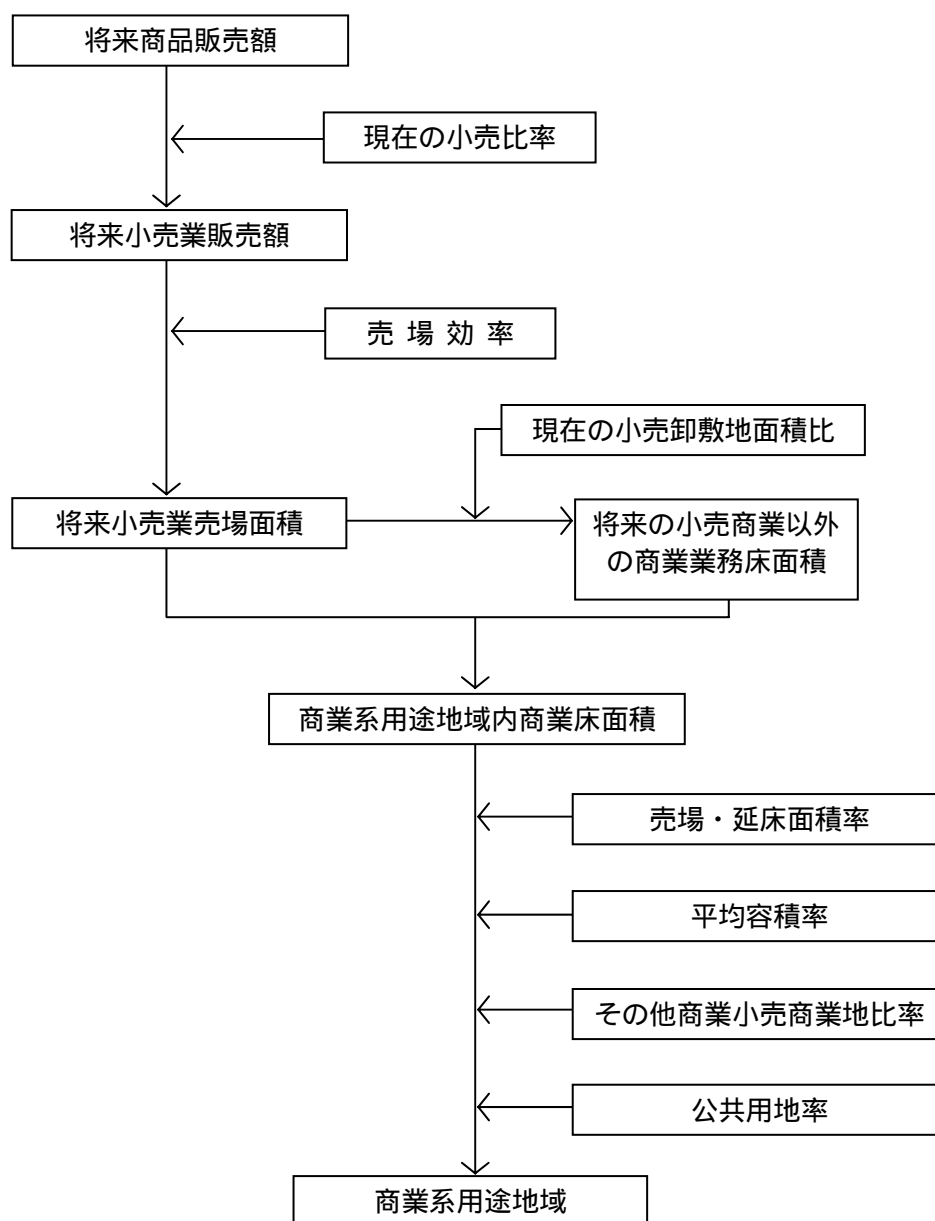 将来商品販売額
現在の小売比率
将来小売業販売額
売場効率
現在の小売卸敷地面積比
将来小売業売場面積
将来の小売商業以外
の商業業務床面積
商業系用途地域内商業床面積
売場・延床面積率
平均容積率
その他商業小売商業地比率
公共用地率
商業系用途地域